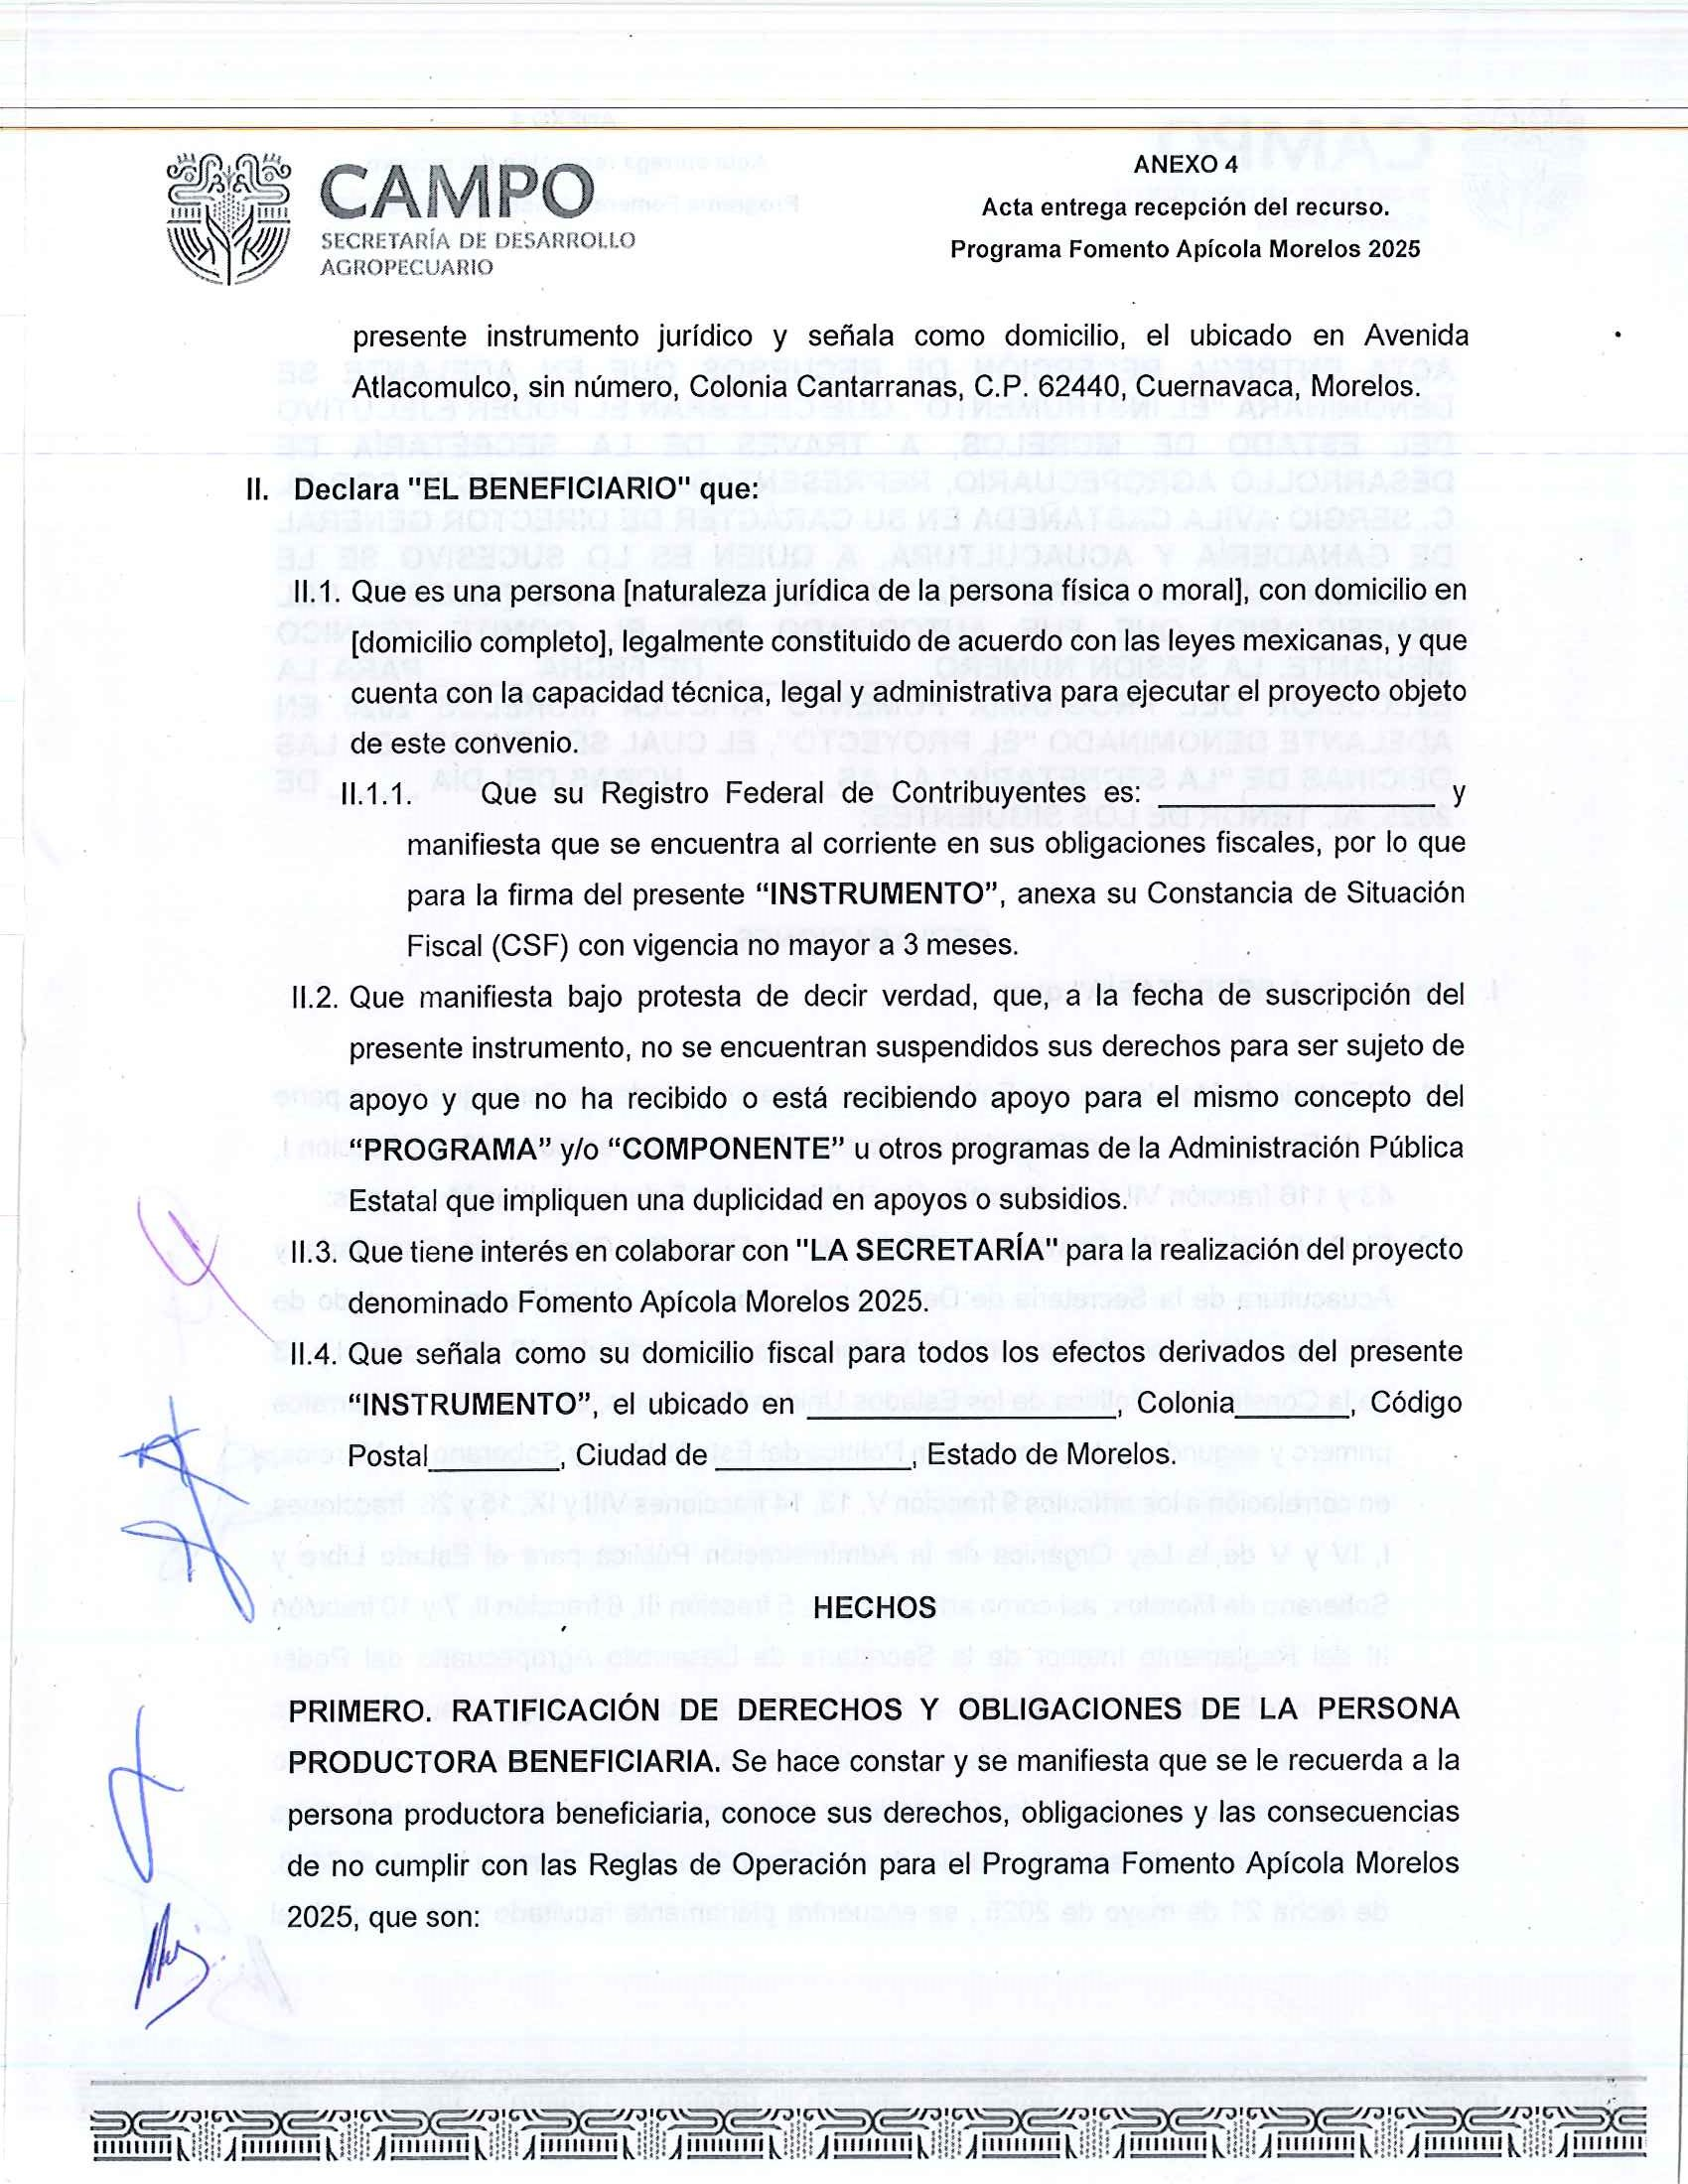 CAMPO
SECRETARÍA DE DESARROLLO
AGROPECUARIO
ANEXO 4
Acta entrega recepción del recurso.
Programa Fomento Apícola Morelos 2025
presente instrumento jurídico y señala como domicilio, el ubicado en Avenida
Atlacomulco, sin número, Colonia Cantarranas, C.P. 62440, Cuernavaca, Morelos.
II. Declara "EL BENEFICIARIO" que:
II.1. Que es una persona [naturaleza jurídica de la persona física o moral], con domicilio en
[domicilio completo], legalmente constituido de acuerdo con las leyes mexicanas, y que
cuenta con la capacidad técnica, legal y administrativa para ejecutar el proyecto objeto
de este convenio.
II.1.1. Que su Registro Federal de Contribuyentes es: _________________ y
manifiesta que se encuentra al corriente en sus obligaciones fiscales, por lo que
para la firma del presente “INSTRUMENTO”, anexa su Constancia de Situación
Fiscal (CSF) con vigencia no mayor a 3 meses.
II.2. Que manifiesta bajo protesta de decir verdad, que, a la fecha de suscripción del
presente instrumento, no se encuentran suspendidos sus derechos para ser sujeto de
apoyo y que no ha recibido o está recibiendo apoyo para el mismo concepto del
“PROGRAMA” y/o “COMPONENTE” u otros programas de la Administración Pública
Estatal que impliquen una duplicidad en apoyos o subsidios.
II.3. Que tiene interés en colaborar con "LA SECRETARÍA" para la realización del proyecto
denominado Fomento Apícola Morelos 2025.
II.4. Que señala como su domicilio fiscal para todos los efectos derivados del presente
“INSTRUMENTO”, el ubicado en ___________________, Colonia_______, Código
Postal________, Ciudad de ____________, Estado de Morelos.
HECHOS
PRIMERO. RATIFICACIÓN DE DERECHOS Y OBLIGACIONES DE LA PERSONA
PRODUCTORA BENEFICIARIA. Se hace constar y se manifiesta que se le recuerda a la
persona productora beneficiaria, conoce sus derechos, obligaciones y las consecuencias
de no cumplir con las Reglas de Operación para el Programa Fomento Apícola Morelos
2025, que son: